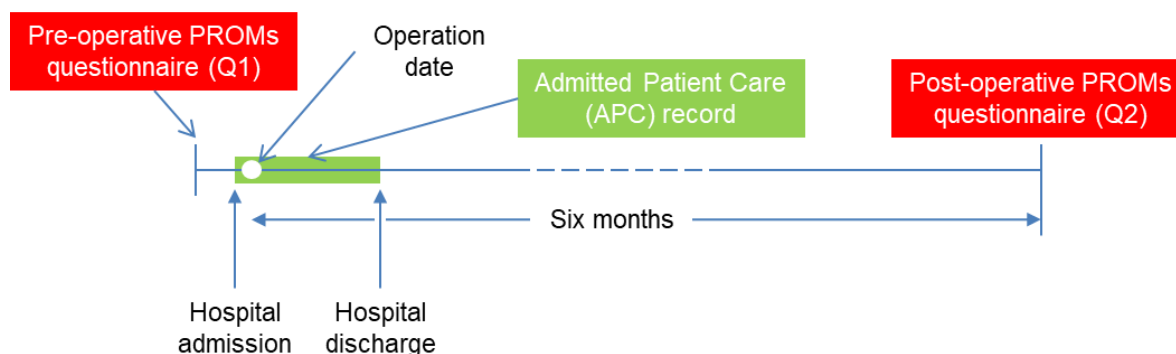 Pre-operative PROMs
questionnaire (Q1)
Operation
date
Admitted Patient Care
(APC) record
Post-operative PROMs
questionnaire (Q2)
Six months
Hospital
admission
Hospital
discharge